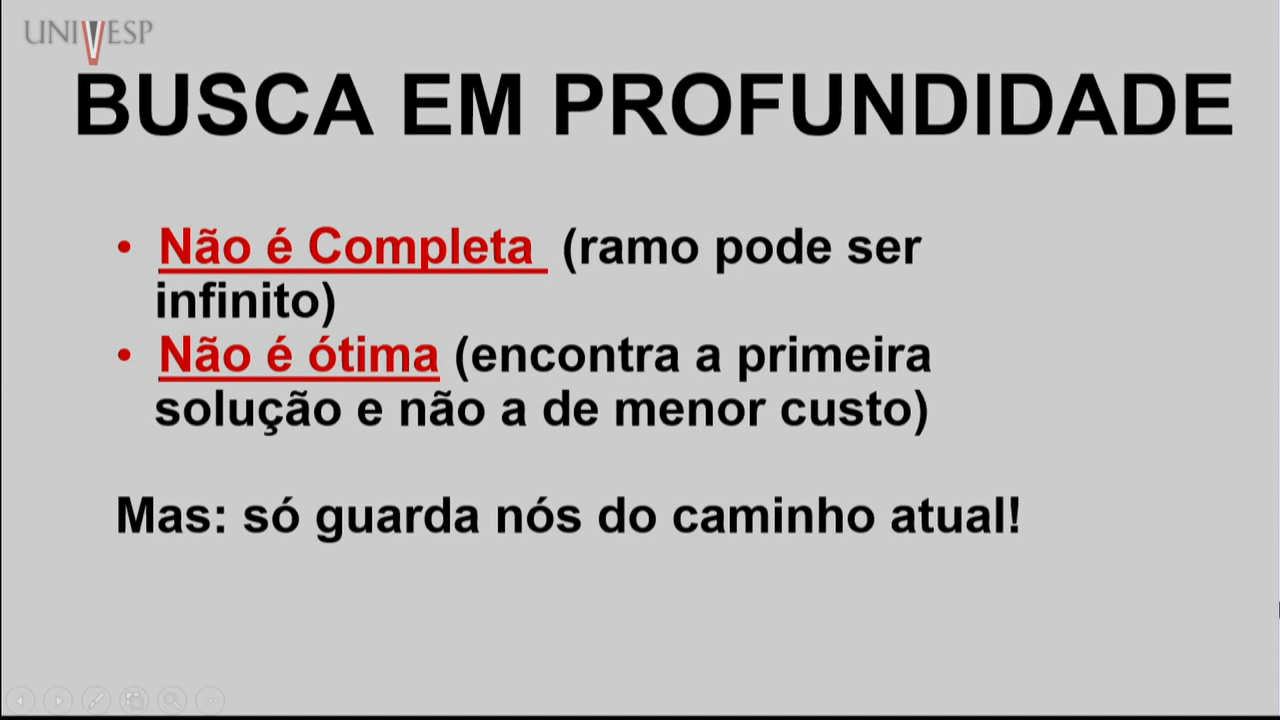 UNIVESP
BUSCA EM PROFUNDIDADE
• Não é Completa (ramo pode ser
infinito)
• Não é ótima (encontra a primeira
solução e não a de menor custo)
Mas: só guarda nós do caminho atual!